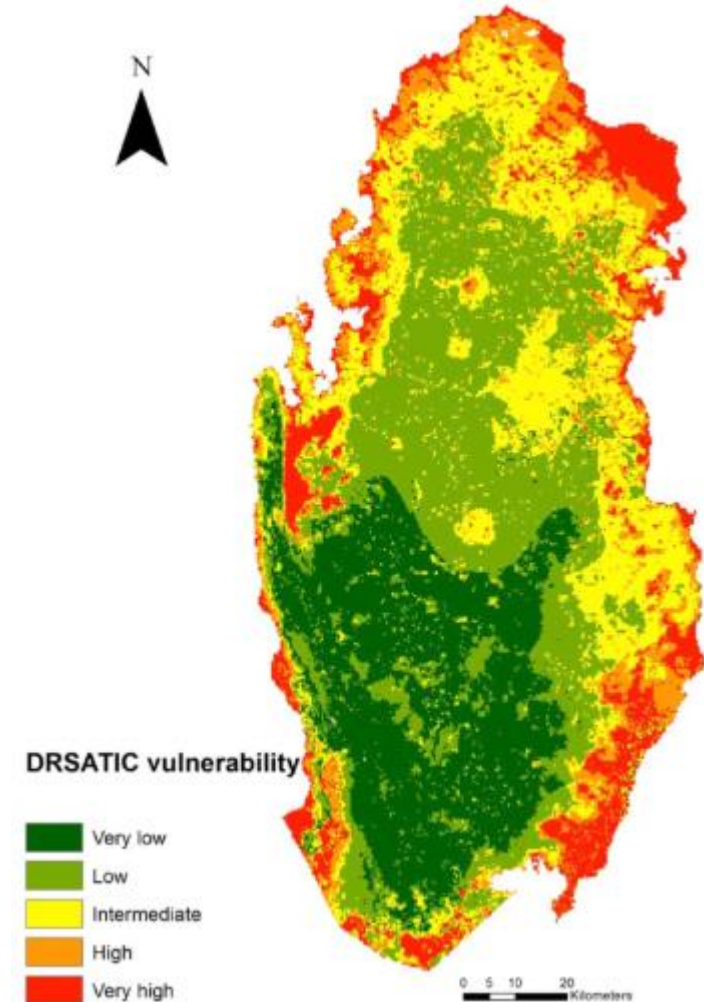 N
DRSATIC vulnerability
Very low
Low
Intermediate
High
Very high
0 5 10 20
Kilometers